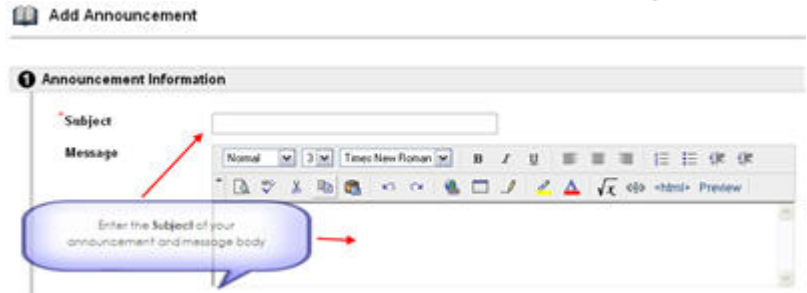 Add Announcement
1 Announcement Information
*Subject
Message
Normal 3 Times New Roman B I U
* √x <html> Preview
Enter the Subject of your
announcement and message body